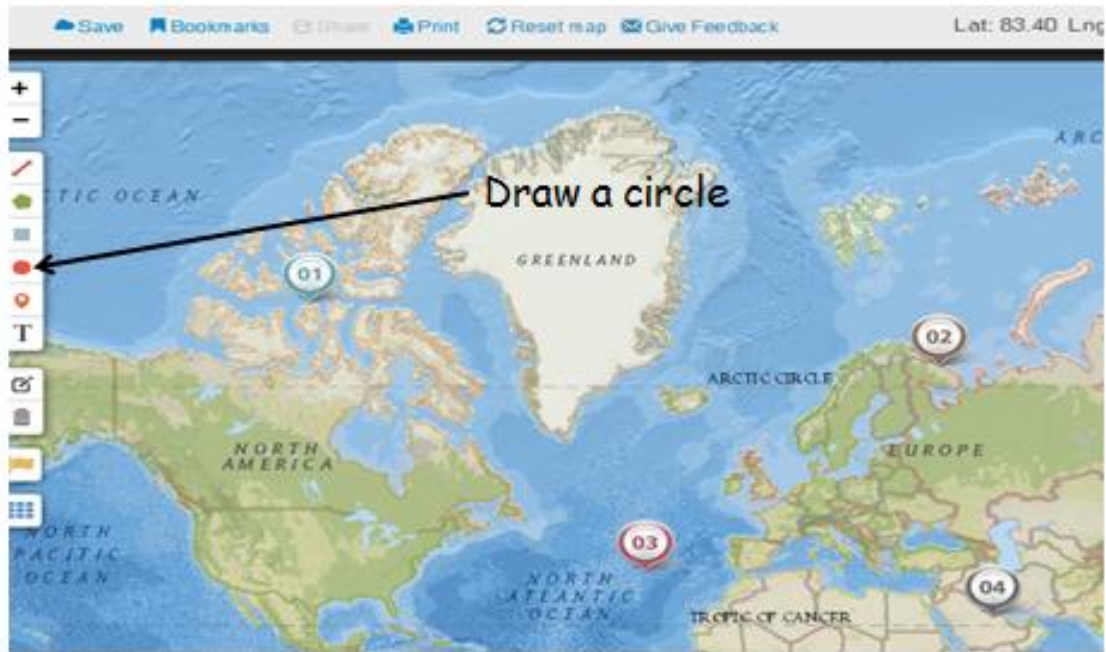 Save Bookmarks Share Print Reset map Give Feedback Lat: 83.40 Lng
+
−
ARC
Draw a circle
CTIC OCEAN
GREENLAND
01
T
02
ARCTIC CIRCLE
NORTH
AMERICA
EUROPE
NORTH
PACIFIC
OCEAN
03
NORTH
ATLANTIC
OCEAN
04
TROPIC OF CANCER